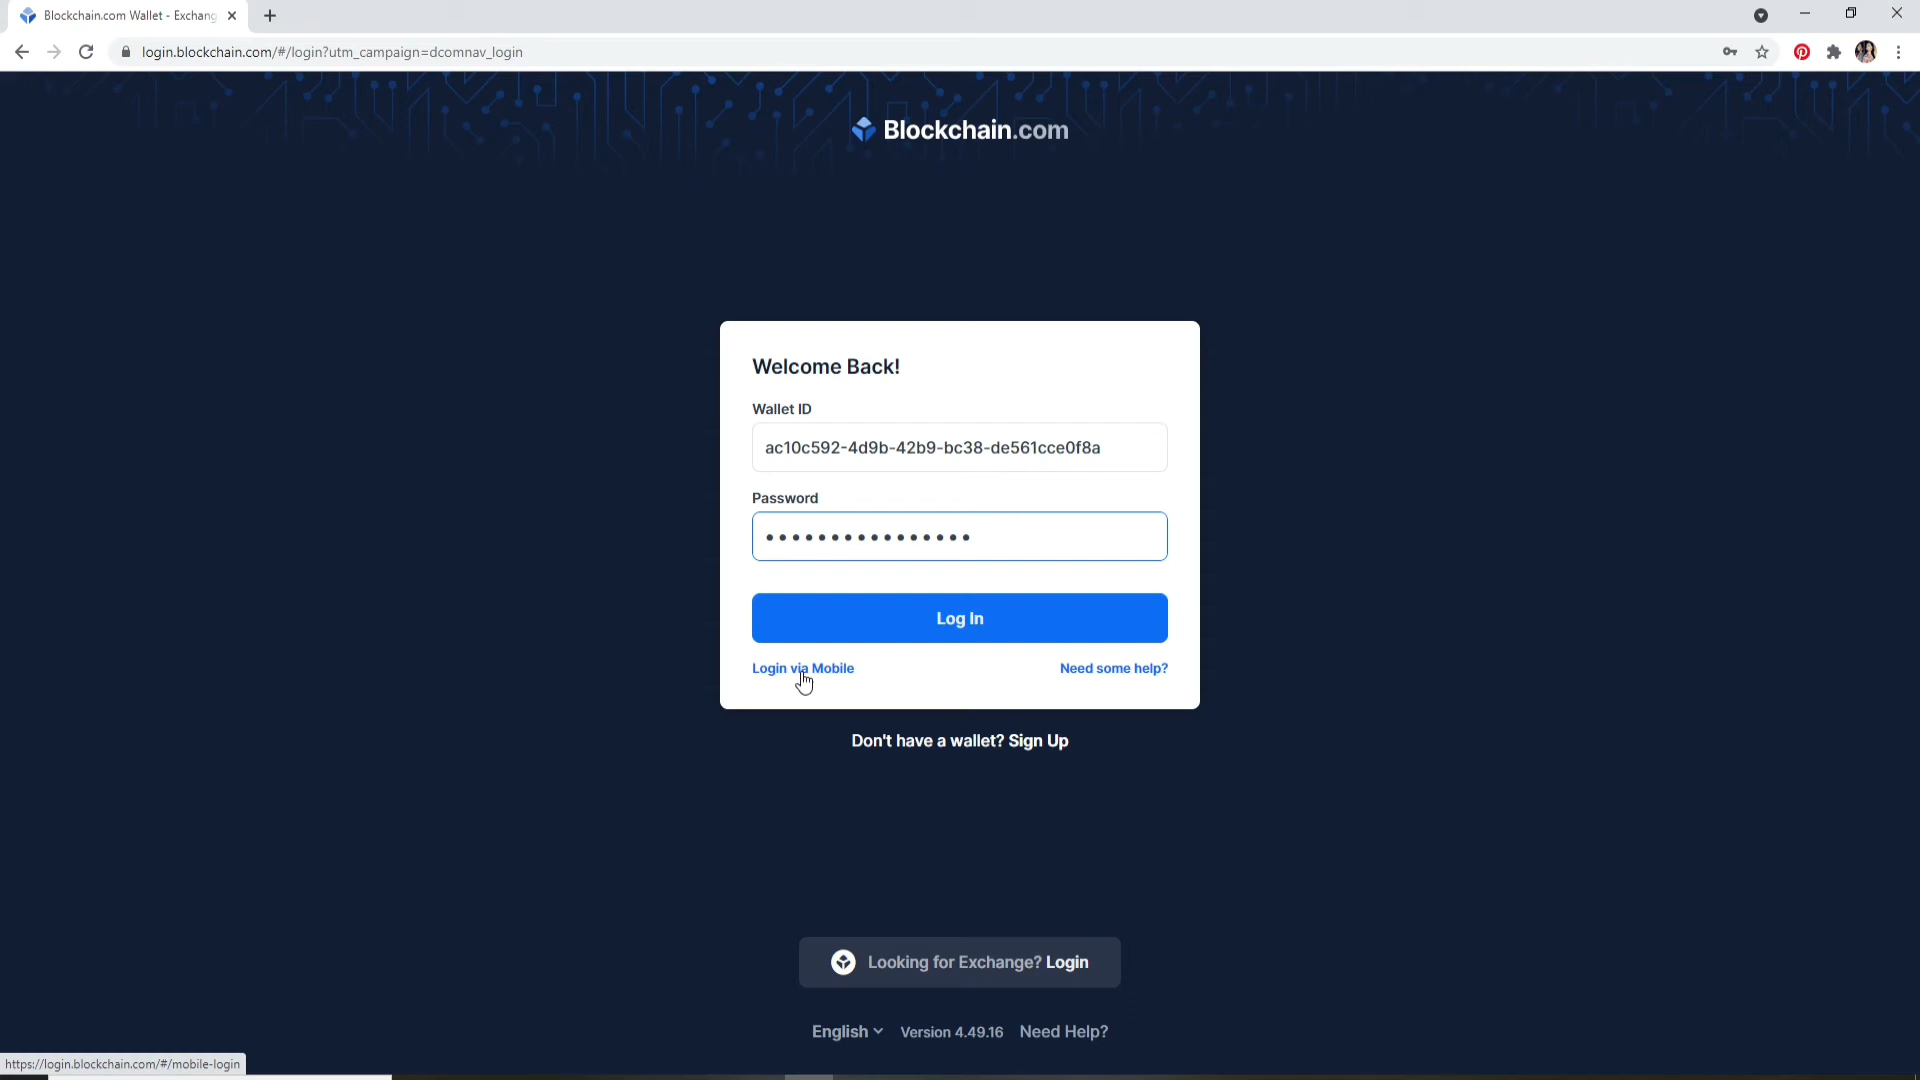 Blockchain.com Wallet - Exchang
login.blockchain.com/#/login?utm_campaign=dcomnav_login
Blockchain.com
Welcome Back!
Wallet ID
ac10c592-4d9b-42b9-bc38-de561cce0f8a
Password
Log In
Login via Mobile
Need some help?
Don't have a wallet? Sign Up
Looking for Exchange? Login
English
Version 4.49.16
Need Help?
https://login.blockchain.com/#/mobile-login